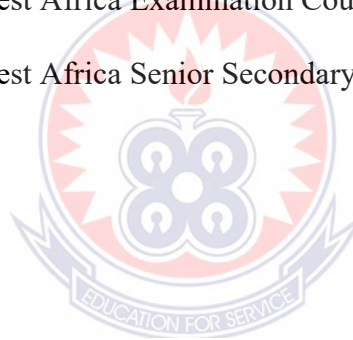 est Africa Examination Cou
est Africa Senior Secondary
EDUCATION FOR SERVICE